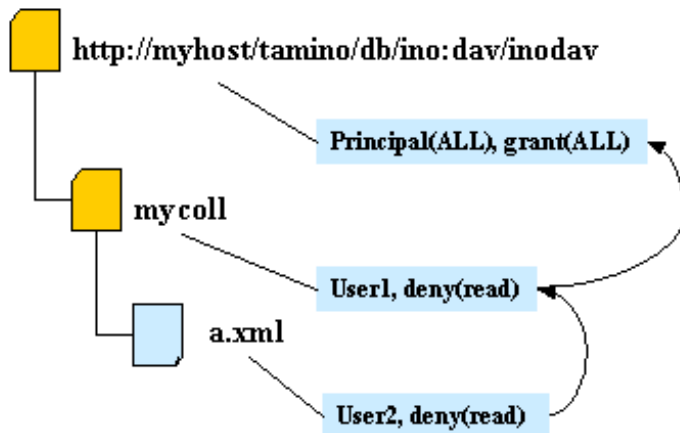 http://myhost/tamino/db/ino:dav/inodav
Principal(ALL), grant(ALL)
mycoll
User1, deny(read)
a.xml
User2, deny(read)